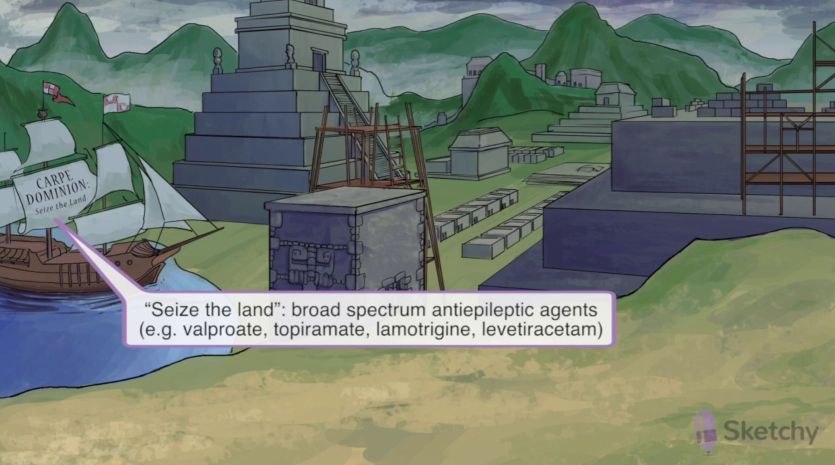 CARPE
DOMINION:
Seize the Land
“Seize the land”: broad spectrum antiepileptic agents
(e.g. valproate, topiramate, lamotrigine, levetiracetam)
Sketchy